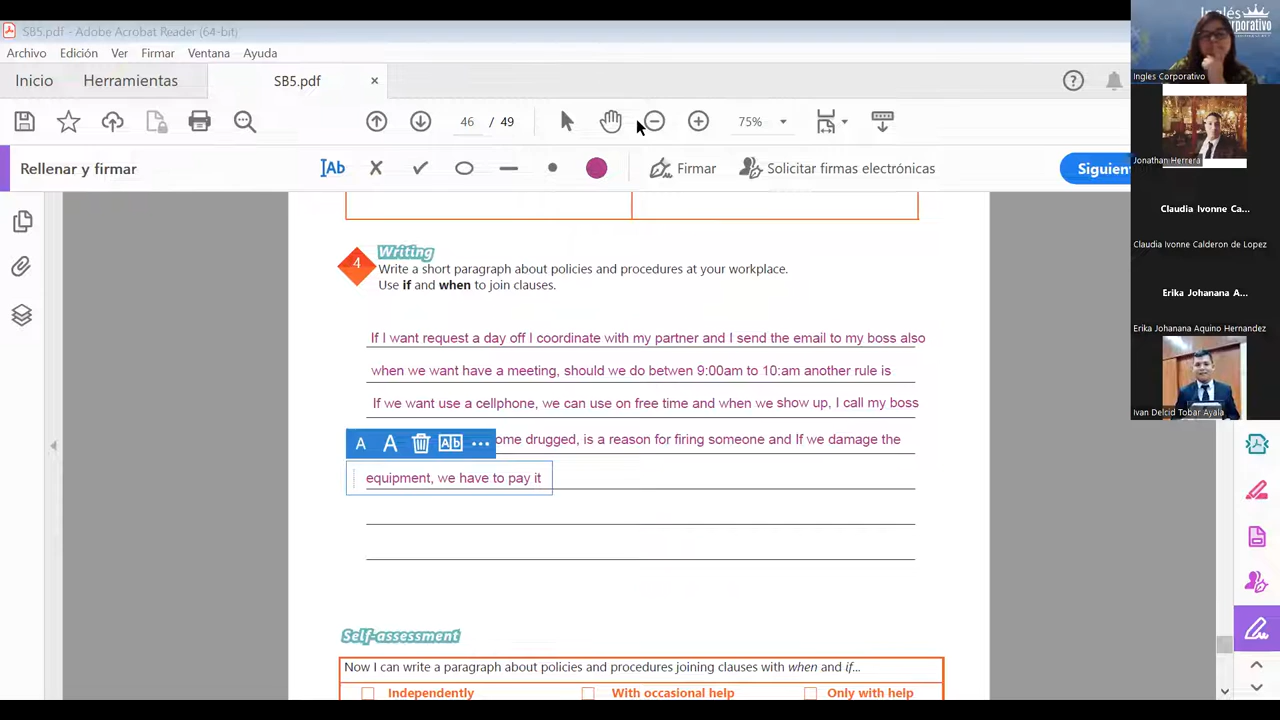 SB5.pdf - Adobe Acrobat Reader (64-bit)
Archivo Edición Ver Firmar Ventana Ayuda
Inicio Herramientas SB5.pdf ×
46 / 49 75%
Rellenar y firmar
Ab Firmar Solicitar firmas electrónicas Siguien
4 Writing
Write a short paragraph about policies and procedures at your workplace.
Use if and when to join clauses.
If I want request a day off I coordinate with my partner and I send the email to my boss also
when we want have a meeting, should we do betwen 9:00am to 10:am another rule is
If we want use a cellphone, we can use on free time and when we show up, I call my boss
ome drugged, is a reason for firing someone and If we damage the
A A Ab ...
equipment, we have to pay it
Self-assessment
Now I can write a paragraph about policies and procedures joining clauses with when and if...
Independently With occasional help Only with help
Inglés
Corporativo
Ingles Corporativo
Jonathan Herrera
Claudia Ivonne Ca...
Claudia Ivonne Calderon de Lopez
Erika Johanana A...
Erika Johanana Aquino Hernandez
Ivan Delcid Tobar Ayala